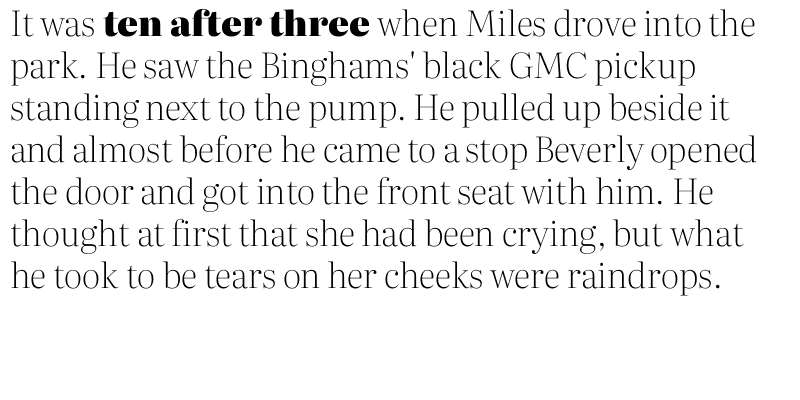 It was ten after three when Miles drove into the
park. He saw the Binghams' black GMC pickup
standing next to the pump. He pulled up beside it
and almost before he came to a stop Beverly opened
the door and got into the front seat with him. He
thought at first that she had been crying, but what
he took to be tears on her cheeks were raindrops.